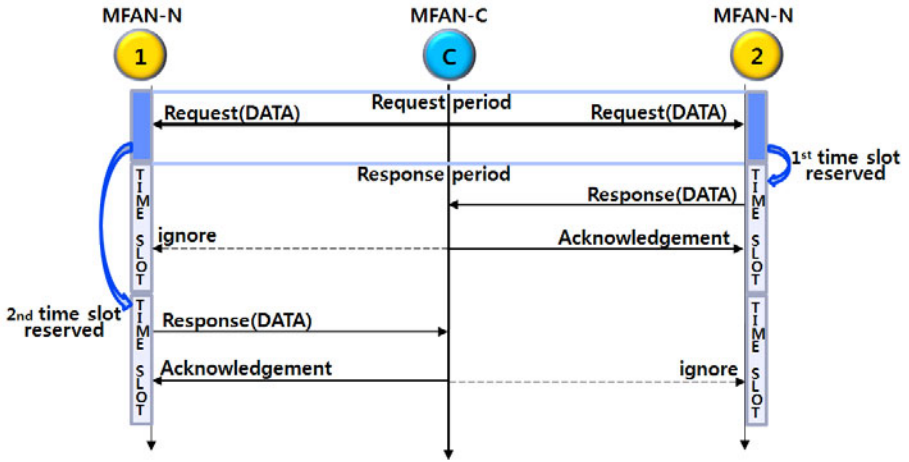 MFAN-N MFAN-C MFAN-N
1 C 2
Request period
Request(DATA) Request(DATA)
1st time slot
reserved
Response period
Response(DATA)
ignore Acknowledgement
TIME SLOT TIME SLOT
2nd time slot
reserved
Response(DATA)
Acknowledgement ignore
TIME SLOT TIME SLOT